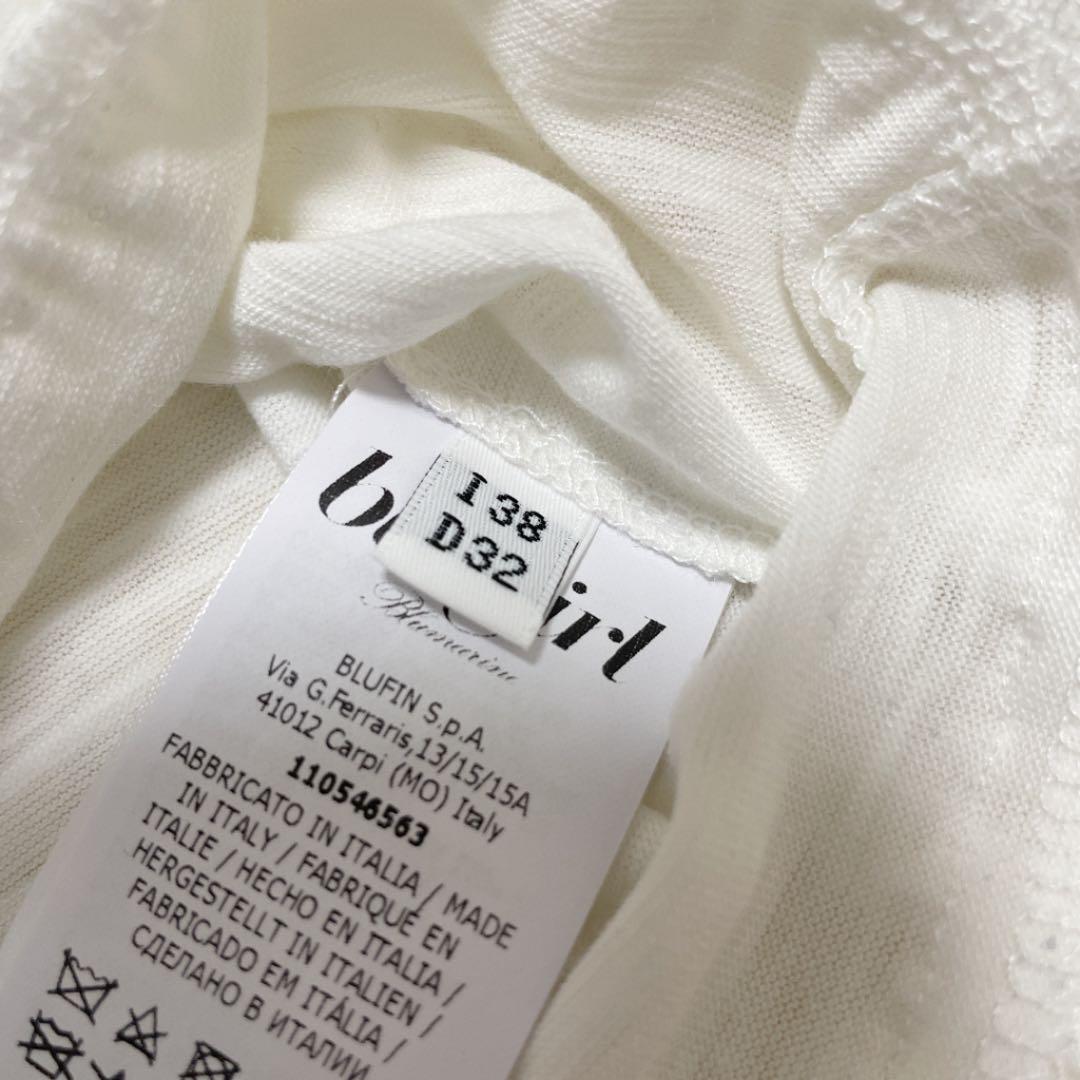 I 38
D 32
Blumarine
BLUFIN S.p.A.
Via G.Ferraris,13/15/15A
41012 Carpi (MO) Italy
110546563
FABBRICATO IN ITALIA / MADE
IN ITALY / FABRIQUÉ EN
ITALIE / HECHO EN ITALIA /
HERGESTELLT IN ITALIEN /
FABRICADO EM ITÁLIA /
СДЕЛАНО В ИТАЛИИ